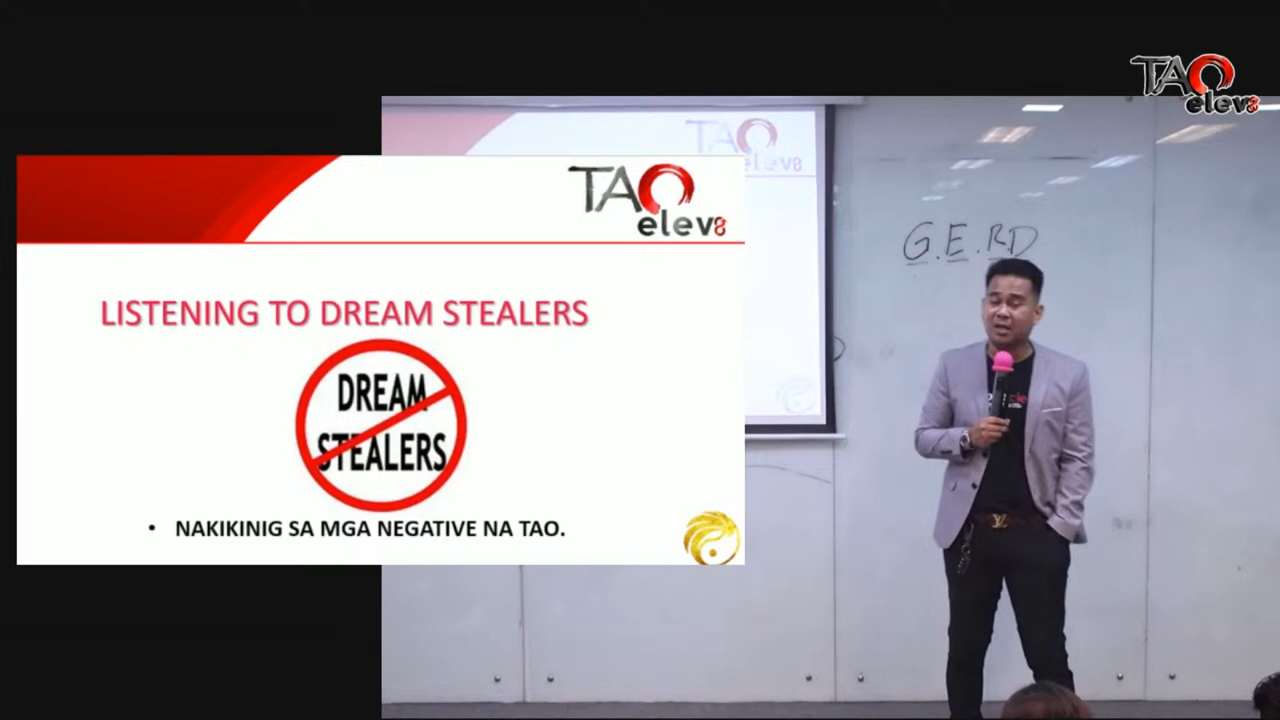 TAO
elev8
TAO
elev8
LISTENING TO DREAM STEALERS
DREAM
STEALERS
• NAKIKINIG SA MGA NEGATIVE NA TAO.
TAO
elev8
G.E.RD
LV